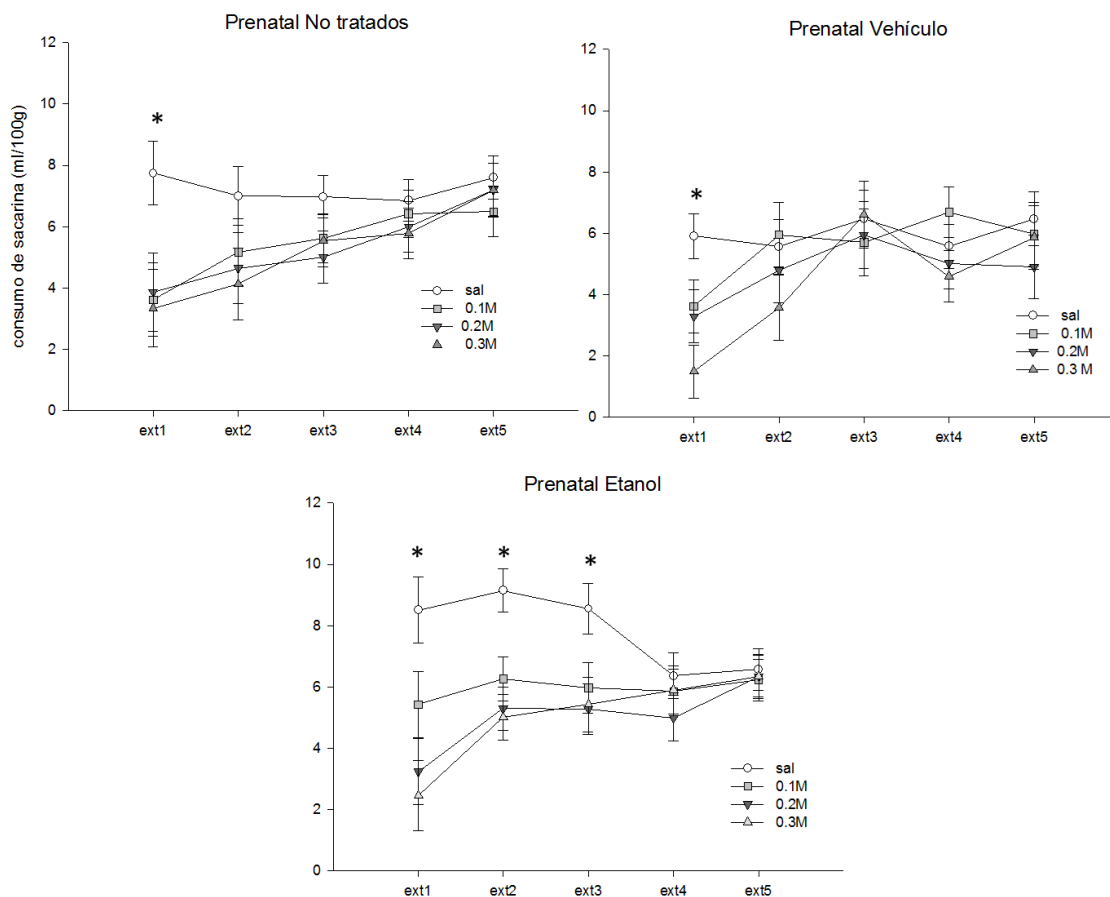 Prenatal No tratados
consumo de sacarina (ml/100g)
12
10
8
6
4
2
0
*
sal
0.1M
0.2M
0.3M
ext1 ext2 ext3 ext4 ext5
Prenatal Vehículo
12
10
8
6
4
2
0
*
sal
0.1M
0.2M
0.3 M
ext1 ext2 ext3 ext4 ext5
Prenatal Etanol
12
10
8
6
4
2
0
* * *
sal
0.1M
0.2M
0.3M
ext1 ext2 ext3 ext4 ext5